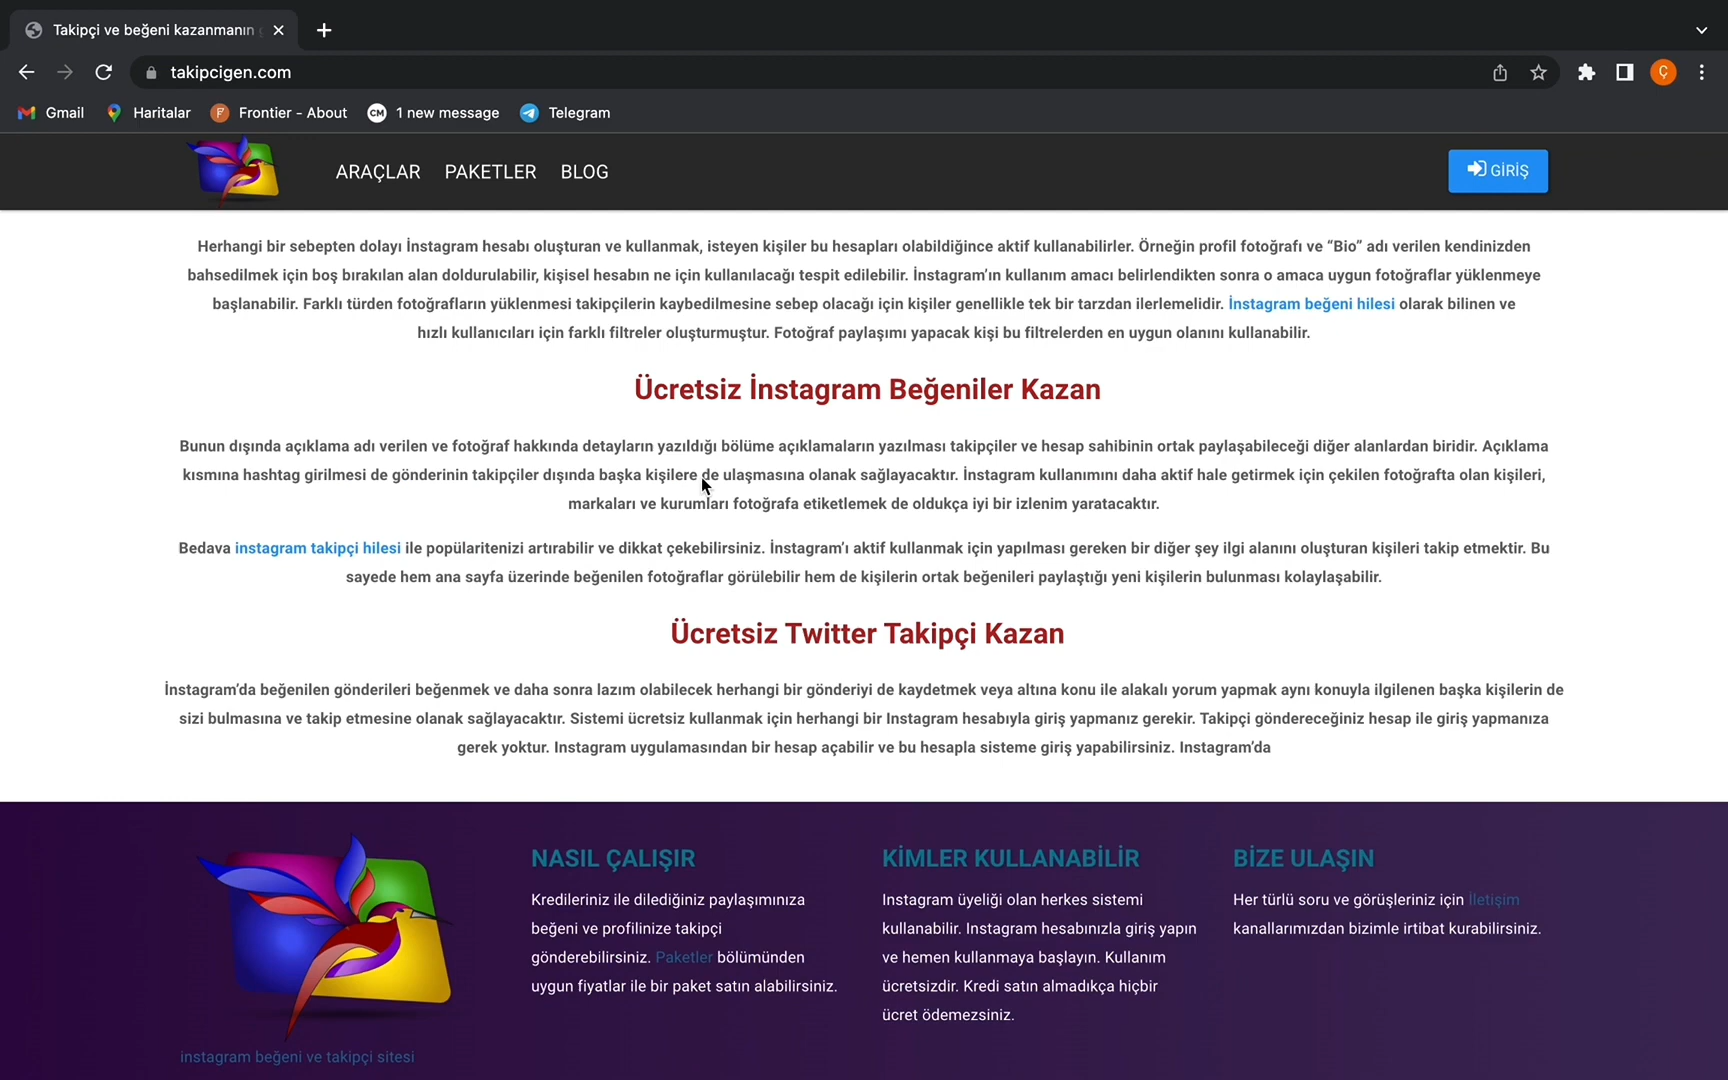 Takipçi ve beğeni kazanmanın
takipcigen.com
Ç
Gmail
Haritalar
F
Frontier - About
CM
1 new message
Telegram
ARAÇLAR
PAKETLER
BLOG
GİRİŞ
Herhangi bir sebepten dolayı İnstagram hesabı oluşturan ve kullanmak, isteyen kişiler bu hesapları olabildiğince aktif kullanabilirler. Örneğin profil fotoğrafı ve “Bio” adı verilen kendinizden
bahsedilmek için boş bırakılan alan doldurulabilir, kişisel hesabın ne için kullanılacağı tespit edilebilir. İnstagram’ın kullanım amacı belirlendikten sonra o amaca uygun fotoğraflar yüklenmeye
başlanabilir. Farklı türden fotoğrafların yüklenmesi takipçilerin kaybedilmesine sebep olacağı için kişiler genellikle tek bir tarzdan ilerlemelidir. İnstagram beğeni hilesi olarak bilinen ve
hızlı kullanıcıları için farklı filtreler oluşturmuştur. Fotoğraf paylaşımı yapacak kişi bu filtrelerden en uygun olanını kullanabilir.
Ücretsiz İnstagram Beğeniler Kazan
Bunun dışında açıklama adı verilen ve fotoğraf hakkında detayların yazıldığı bölüme açıklamaların yazılması takipçiler ve hesap sahibinin ortak paylaşabileceği diğer alanlardan biridir. Açıklama
kısmına hashtag girilmesi de gönderinin takipçiler dışında başka kişilere de ulaşmasına olanak sağlayacaktır. İnstagram kullanımını daha aktif hale getirmek için çekilen fotoğrafta olan kişileri,
markaları ve kurumları fotoğrafa etiketlemek de oldukça iyi bir izlenim yaratacaktır.
Bedava instagram takipçi hilesi ile popülaritenizi artırabilir ve dikkat çekebilirsiniz. İnstagram’ı aktif kullanmak için yapılması gereken bir diğer şey ilgi alanını oluşturan kişileri takip etmektir. Bu
sayede hem ana sayfa üzerinde beğenilen fotoğraflar görülebilir hem de kişilerin ortak beğenileri paylaştığı yeni kişilerin bulunması kolaylaşabilir.
Ücretsiz Twitter Takipçi Kazan
İnstagram’da beğenilen gönderileri beğenmek ve daha sonra lazım olabilecek herhangi bir gönderiyi de kaydetmek veya altına konu ile alakalı yorum yapmak aynı konuyla ilgilenen başka kişilerin de
sizi bulmasına ve takip etmesine olanak sağlayacaktır. Sistemi ücretsiz kullanmak için herhangi bir Instagram hesabıyla giriş yapmanız gerekir. Takipçi göndereceğiniz hesap ile giriş yapmanıza
gerek yoktur. Instagram uygulamasından bir hesap açabilir ve bu hesapla sisteme giriş yapabilirsiniz. Instagram’da
NASIL ÇALIŞIR
Kredileriniz ile dilediğiniz paylaşımınıza
beğeni ve profilinize takipçi
gönderebilirsiniz. Paketler bölümünden
uygun fiyatlar ile bir paket satın alabilirsiniz.
KİMLER KULLANABİLİR
Instagram üyeliği olan herkes sistemi
kullanabilir. Instagram hesabınızla giriş yapın
ve hemen kullanmaya başlayın. Kullanım
ücretsizdir. Kredi satın almadıkça hiçbir
ücret ödemezsiniz.
BİZE ULAŞIN
Her türlü soru ve görüşleriniz için İletişim
kanallarımızdan bizimle irtibat kurabilirsiniz.
instagram beğeni ve takipçi sitesi